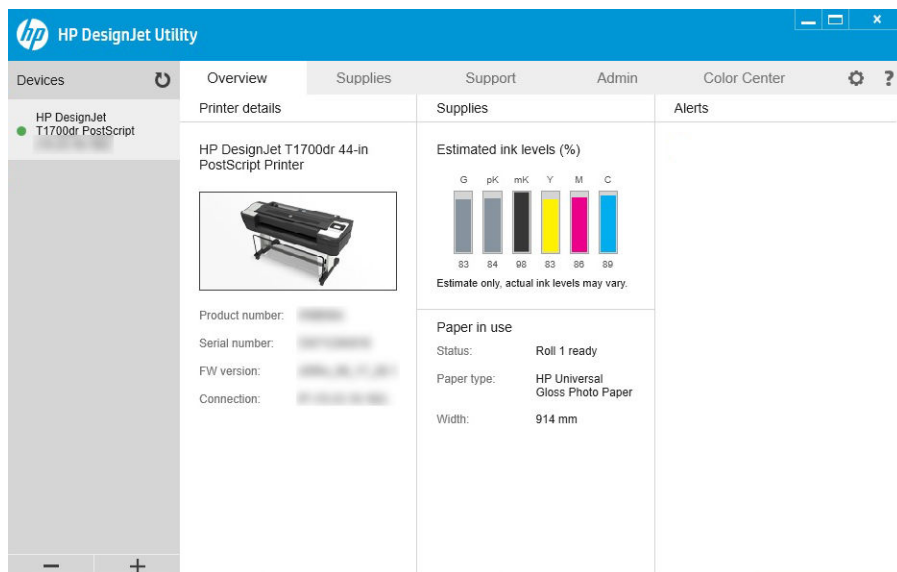 hp HP DesignJet Utility
Devices
HP DesignJet
T1700dr PostScript
Overview Supplies Support Admin Color Center ?
Printer details
HP DesignJet T1700dr 44-in
PostScript Printer
Product number:
Serial number:
FW version:
Connection:
Supplies
Estimated ink levels (%)
G pK mK Y M C
83 84 98 83 86 89
Estimate only, actual ink levels may vary.
Paper in use
Status: Roll 1 ready
Paper type: HP Universal
Gloss Photo Paper
Width: 914 mm
Alerts